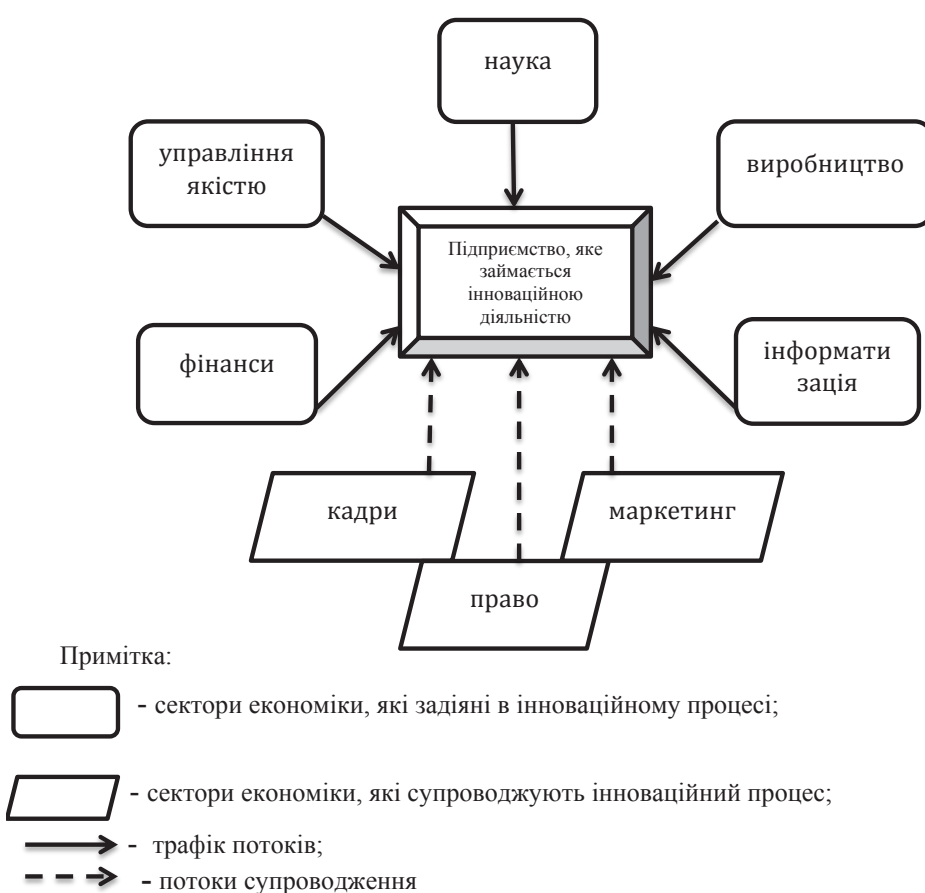 наука
управління
якістю
виробництво
Підприємство, яке
займається
інноваційною
діяльністю
фінанси
інформати
зація
кадри
маркетинг
право
Примітка:
- сектори економіки, які задіяні в інноваційному процесі;
- сектори економіки, які супроводжують інноваційний процес;
- трафік потоків;
- потоки супроводження